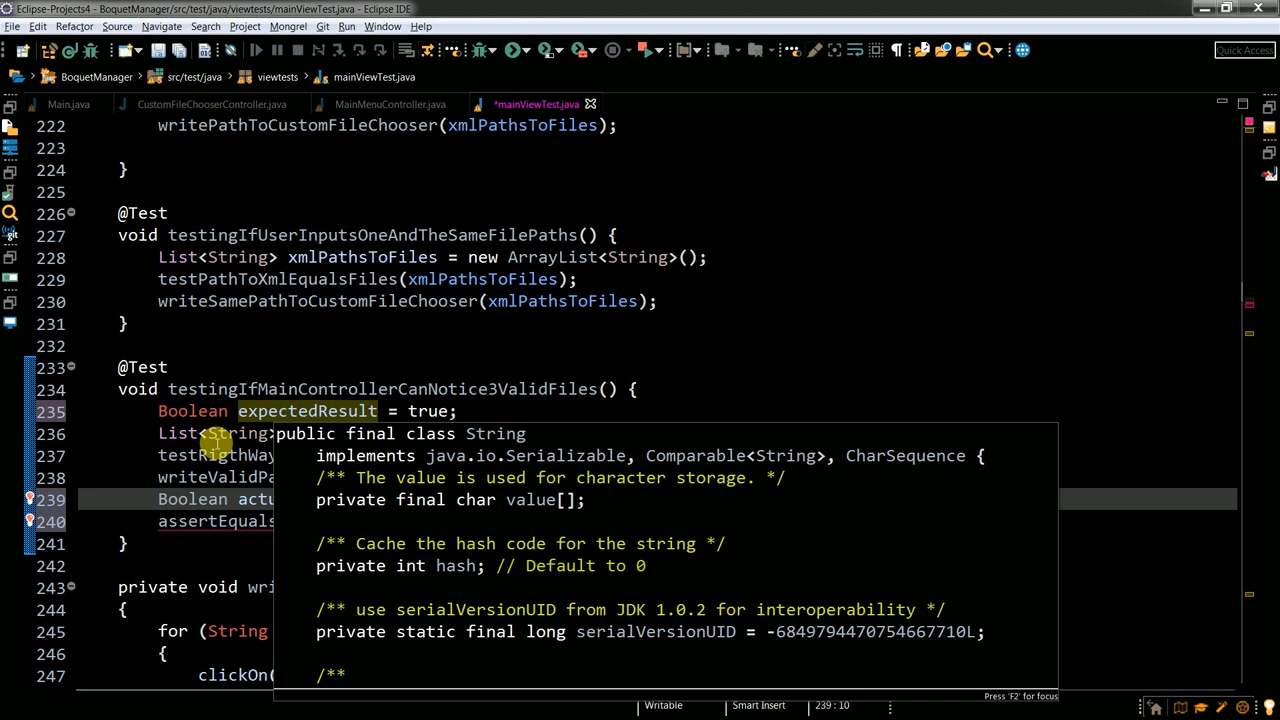 Eclipse-Projects4 - BoquetManager/src/test/java/viewtests/mainViewTest.java - Eclipse IDE
File Edit Refactor Source Navigate Search Project Mongrel Git Run Window Help
Quick Access
BoquetManager src/test/java viewtests mainViewTest.java
Main.java CustomFileChooserController.java MainMenuController.java *mainViewTest.java
222 writePathToCustomFileChooser(xmlPathsToFiles);
223
224 }
225
226 @Test
227 void testingIfUserInputsOneAndTheSameFilePaths() {
228 List<String> xmlPathsToFiles = new ArrayList<String>();
229 testPathToXmlEqualsFiles(xmlPathsToFiles);
230 writeSamePathToCustomFileChooser(xmlPathsToFiles);
231 }
232
233 @Test
234 void testingIfMainControllerCanNotice3ValidFiles() {
235 Boolean expectedResult = true;
236 List<String>
237 testRigthWay
238 writeValidPa
239 Boolean actu
240 assertEquals
241 }
242
243 private void wri
244 {
245 for (String
246 {
247 clickOn(
public final class String
implements java.io.Serializable, Comparable<String>, CharSequence {
/** The value is used for character storage. */
private final char value[];
/** Cache the hash code for the string */
private int hash; // Default to 0
/** use serialVersionUID from JDK 1.0.2 for interoperability */
private static final long serialVersionUID = -6849794470754667710L;
/**
Press 'F2' for focus
Writable Smart Insert 239 : 10